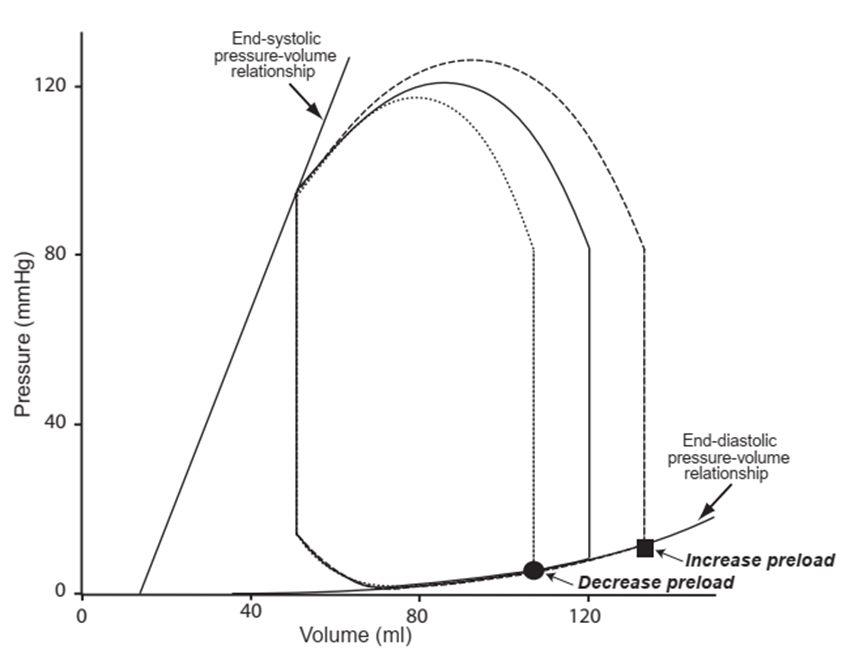 End-systolic
pressure-volume
relationship
120
80
40
0
Pressure (mmHg)
End-diastolic
pressure-volume
relationship
Increase preload
Decrease preload
0
40
80
120
Volume (ml)